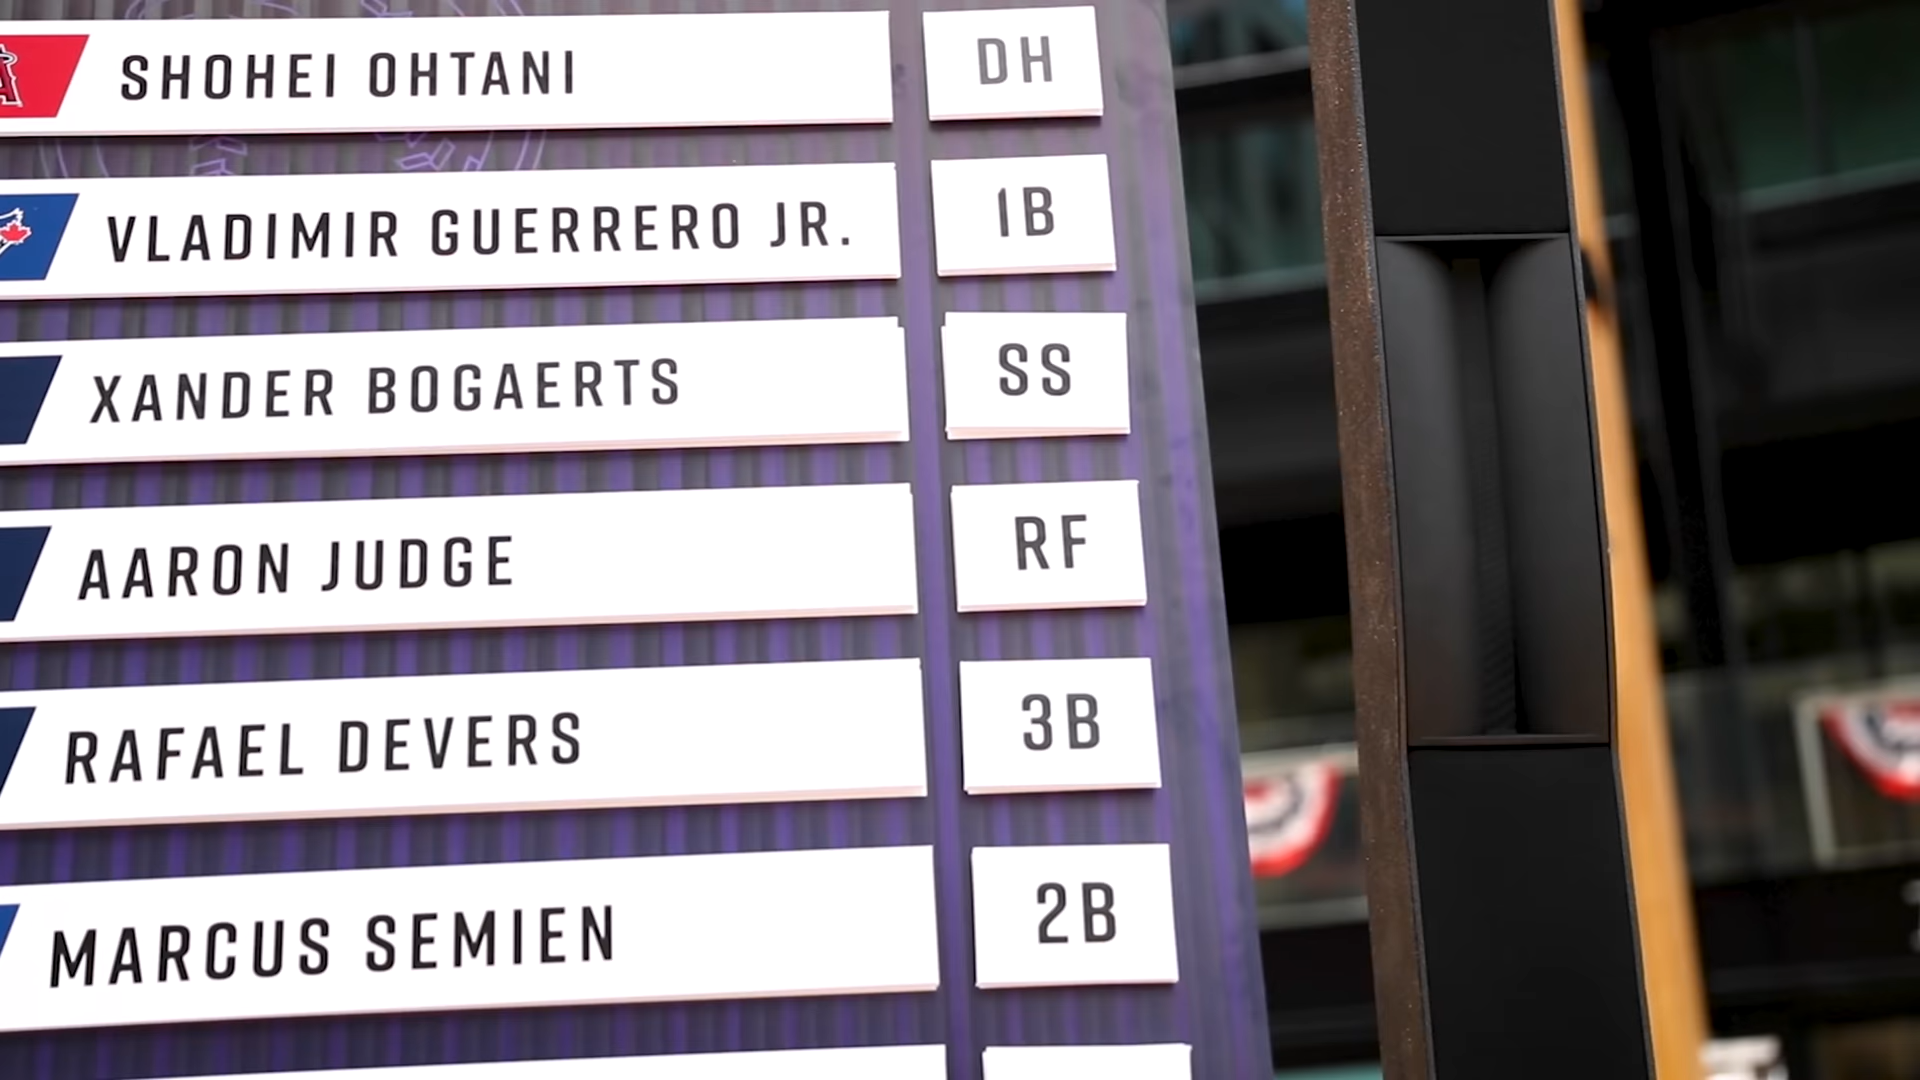 SHOHEI OHTANI DH
VLADIMIR GUERRERO JR. 1B
XANDER BOGAERTS SS
AARON JUDGE RF
RAFAEL DEVERS 3B
MARCUS SEMIEN 2B